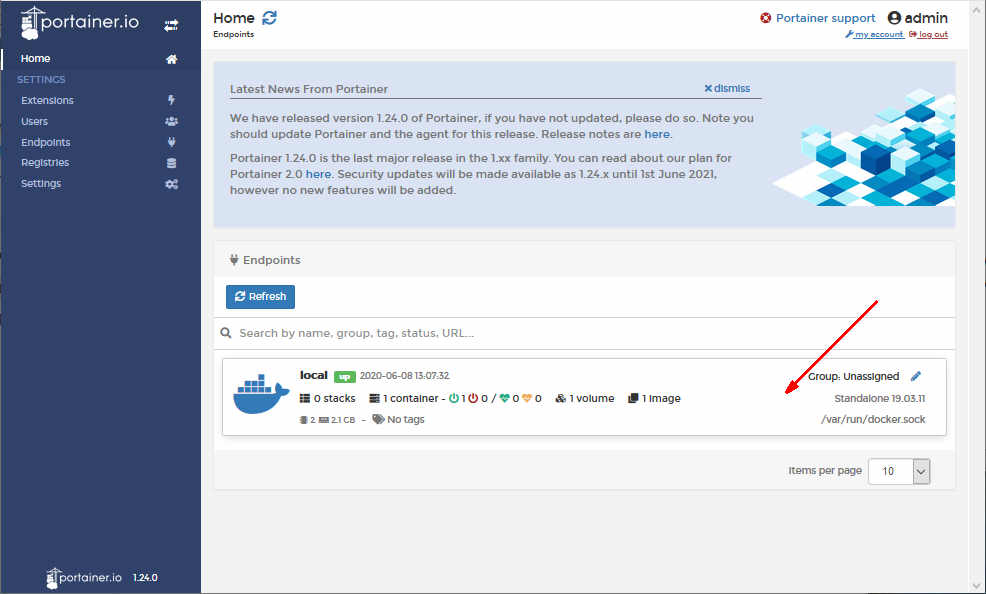 portainer.io
Home
SETTINGS
Extensions
Users
Endpoints
Registries
Settings
portainer.io 1.24.0
Home
Endpoints
Portainer support admin
my account log out
Latest News From Portainer
dismiss
We have released version 1.24.0 of Portainer, if you have not updated, please do so. Note you
should update Portainer and the agent for this release. Release notes are here.
Portainer 1.24.0 is the last major release in the 1.xx family. You can read about our plan for
Portainer 2.0 here. Security updates will be made available as 1.24.x until 1st June 2021,
however no new features will be added.
Endpoints
Refresh
Search by name, group, tag, status, URL...
local up 2020-06-08 13:07:32 Group: Unassigned
0 stacks 1 container - 1 0 / 0 0 1 volume 1 image Standalone 19.03.11
2 2.1 GB - No tags /var/run/docker.sock
Items per page 10